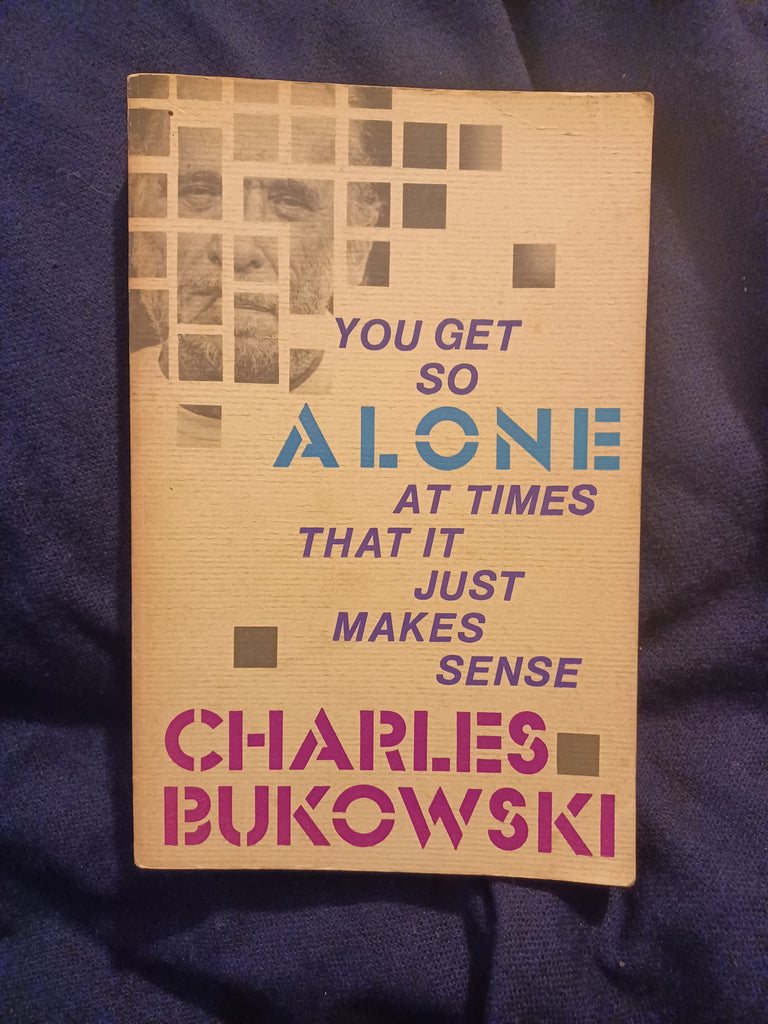 YOU GET
SO
ALONE
AT TIMES
THAT IT
JUST
MAKES
SENSE
CHARLES
BUKOWSKI